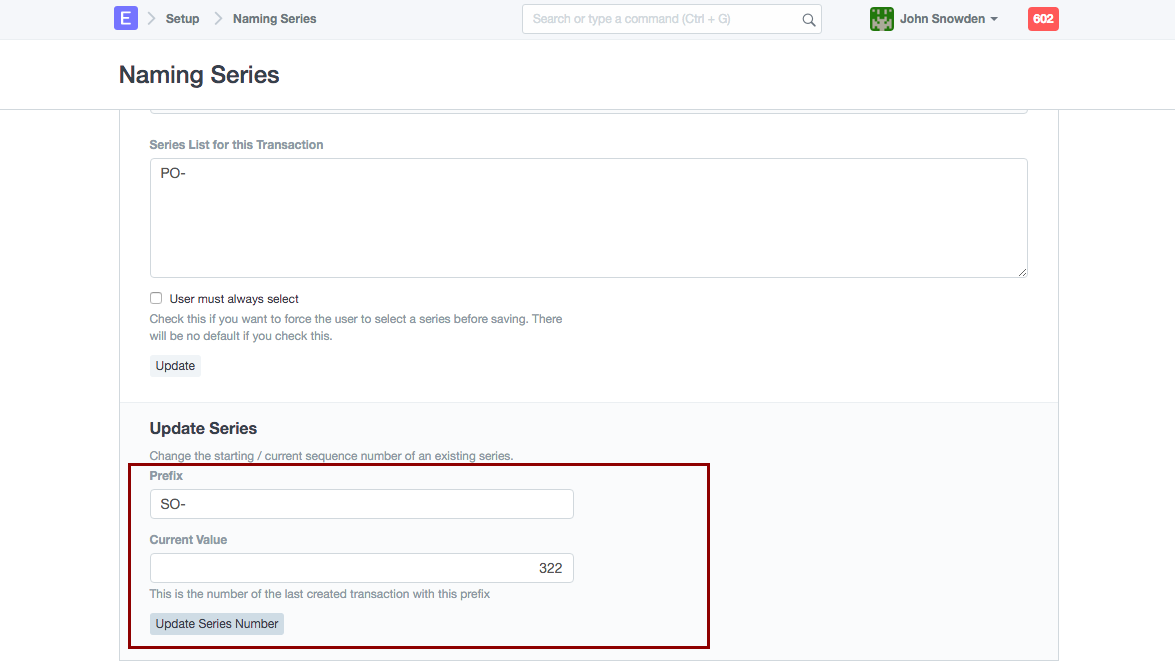 E Setup Naming Series Search or type a command (Ctrl + G) John Snowden 602
Naming Series
Series List for this Transaction
PO-
User must always select
Check this if you want to force the user to select a series before saving. There
will be no default if you check this.
Update
Update Series
Change the starting / current sequence number of an existing series.
Prefix
SO-
Current Value
322
This is the number of the last created transaction with this prefix
Update Series Number